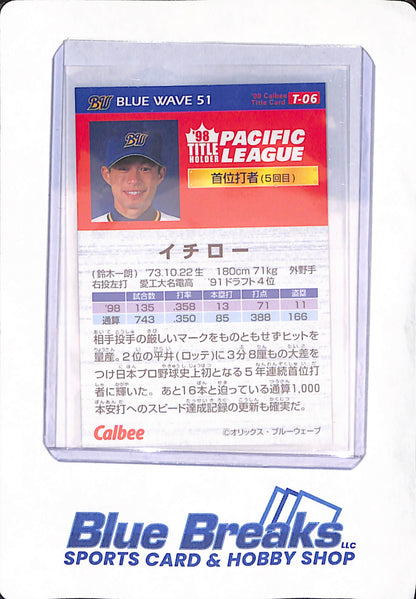 BW BLUE WAVE 51
'99 Calbee
Title Card
T-06
'98
TITLE
HOLDER
PACIFIC
LEAGUE
首位打者(5回目)
イチロー
(鈴木一朗) '73.10.22生 180cm71kg 外野手
右投左打 愛工大名電高 '91ドラフト4位
試合数 打率 本塁打 打点 盗塁
'98 135 .358 13 71 11
通算 743 .350 85 388 166
相手投手の厳しいマークをものともせずヒットを
量産。2位の平井(ロッテ)に3分8厘もの大差を
つけ日本プロ野球史上初となる5年連続首位打
者に輝いた。あと16本と迫っている通算1,000
本安打へのスピード達成記録の更新も確実だ。
Calbee
©オリックス・ブルーウェーブ
Blue Breaks LLC
SPORTS CARD & HOBBY SHOP